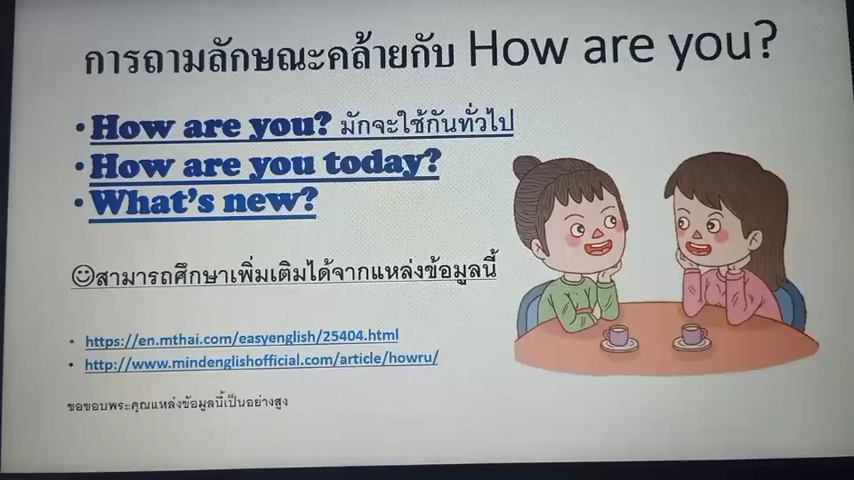 การถามลักษณะคล้ายกับ How are you?
• How are you? มักจะใช้กันทั่วไป
• How are you today?
• What's new?
☺สามารถศึกษาเพิ่มเติมได้จากแหล่งข้อมูลนี้
• https://en.mthai.com/easyenglish/25404.html
• http://www.mindenglishofficial.com/article/howru/
ขอขอบพระคุณแหล่งข้อมูลนี้เป็นอย่างสูง